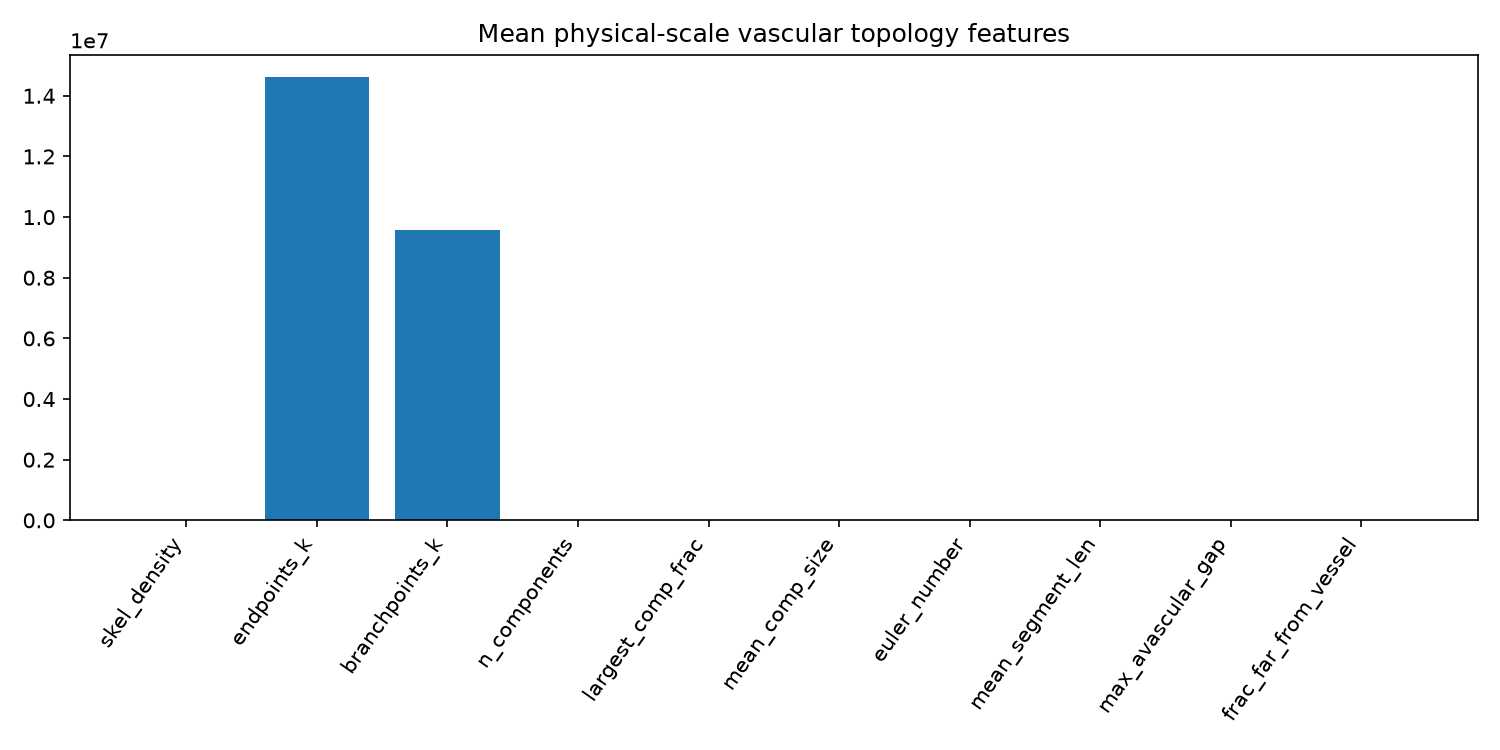 Mean physical-scale vascular topology features
1e7
1.4
1.2
1.0
0.8
0.6
0.4
0.2
0.0
skel_density
endpoints_k
branchpoints_k
n_components
largest_comp_frac
mean_comp_size
euler_number
mean_segment_len
max_avascular_gap
frac_far_from_vessel